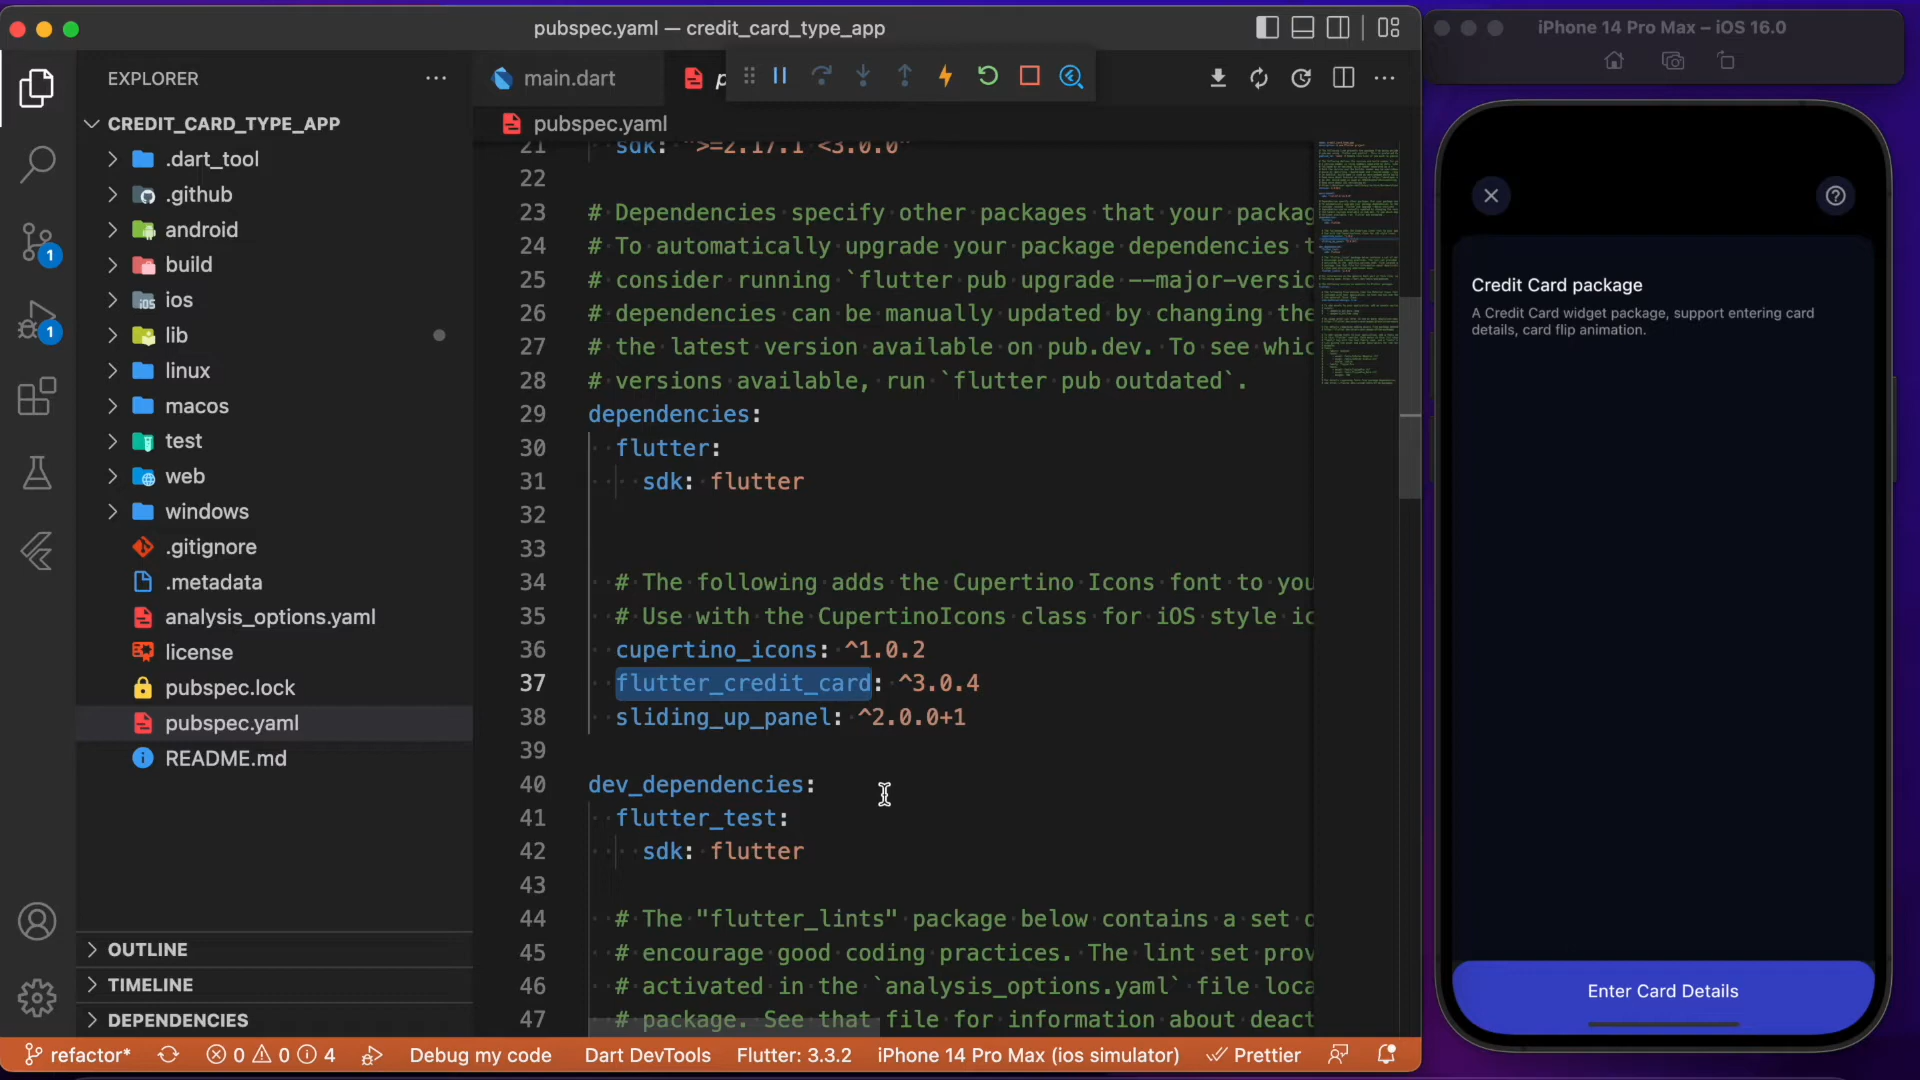 pubspec.yaml — credit_card_type_app
EXPLORER
CREDIT_CARD_TYPE_APP
.dart_tool
.github
android
build
ios
lib
linux
macos
test
web
windows
.gitignore
.metadata
analysis_options.yaml
license
pubspec.lock
pubspec.yaml
README.md
OUTLINE
TIMELINE
DEPENDENCIES
1
1
main.dart
pubspec.yaml
21 sdk: ">=2.17.1 <3.0.0"
22
23 # Dependencies specify other packages that your packag
24 # To automatically upgrade your package dependencies t
25 # consider running `flutter pub upgrade --major-versio
26 # dependencies can be manually updated by changing the
27 # the latest version available on pub.dev. To see whic
28 # versions available, run `flutter pub outdated`.
29 dependencies:
30 flutter:
31 sdk: flutter
32
33
34 # The following adds the Cupertino Icons font to you
35 # Use with the CupertinoIcons class for iOS style ic
36 cupertino_icons: ^1.0.2
37 flutter_credit_card: ^3.0.4
38 sliding_up_panel: ^2.0.0+1
39
40 dev_dependencies:
41 flutter_test:
42 sdk: flutter
43
44 # The "flutter_lints" package below contains a set o
45 # encourage good coding practices. The lint set prov
46 # activated in the `analysis_options.yaml` file loca
47 # package. See that file for information about deact
refactor* 0 0 4 Debug my code Dart DevTools Flutter: 3.3.2 iPhone 14 Pro Max (ios simulator) Prettier
iPhone 14 Pro Max – iOS 16.0
Credit Card package
A Credit Card widget package, support entering card
details, card flip animation.
Enter Card Details